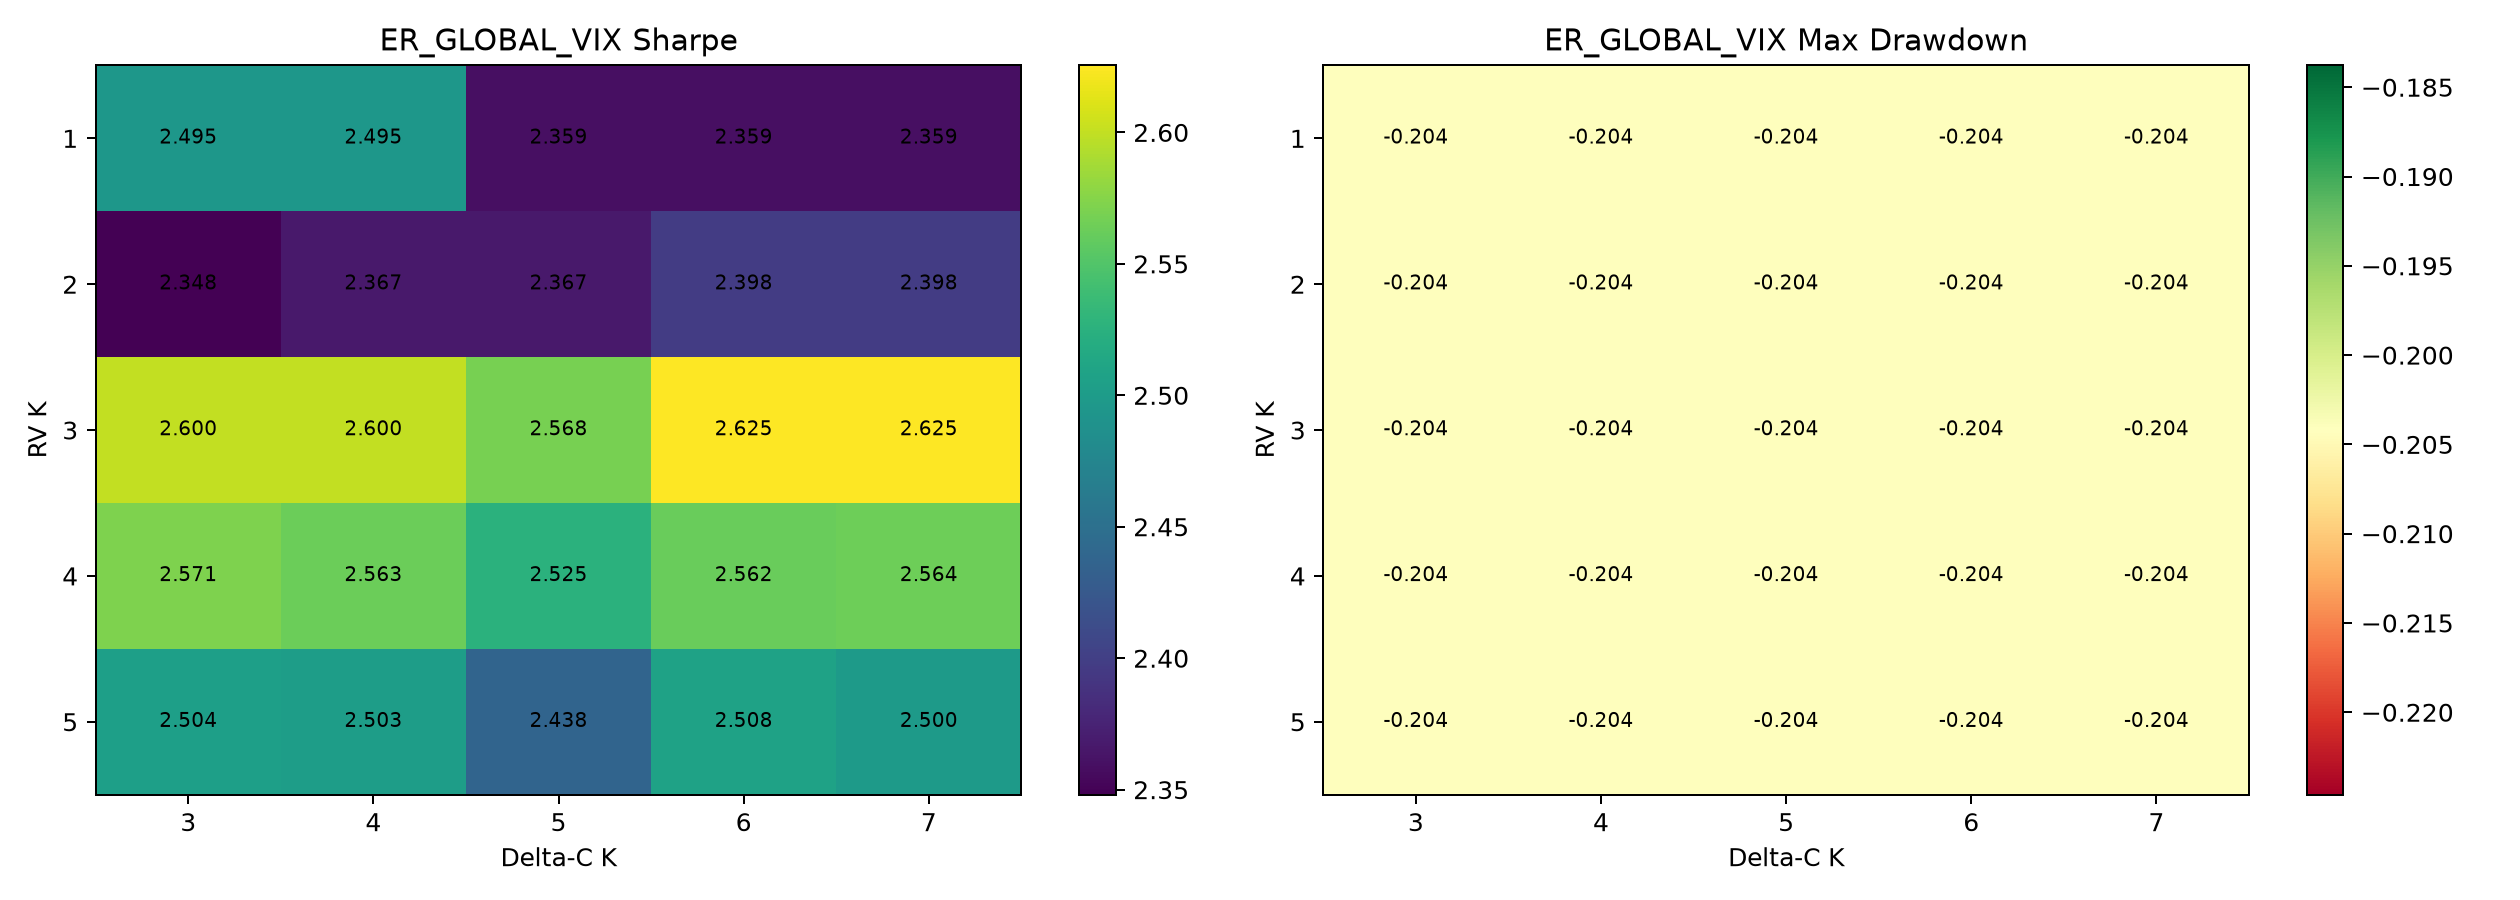 ER_GLOBAL_VIX Sharpe
RV K
1
2
3
4
5
2.495 2.495 2.359 2.359 2.359
2.348 2.367 2.367 2.398 2.398
2.600 2.600 2.568 2.625 2.625
2.571 2.563 2.525 2.562 2.564
2.504 2.503 2.438 2.508 2.500
3 4 5 6 7
Delta-C K
2.60
2.55
2.50
2.45
2.40
2.35
ER_GLOBAL_VIX Max Drawdown
RV K
1
2
3
4
5
-0.204 -0.204 -0.204 -0.204 -0.204
-0.204 -0.204 -0.204 -0.204 -0.204
-0.204 -0.204 -0.204 -0.204 -0.204
-0.204 -0.204 -0.204 -0.204 -0.204
-0.204 -0.204 -0.204 -0.204 -0.204
3 4 5 6 7
Delta-C K
−0.185
−0.190
−0.195
−0.200
−0.205
−0.210
−0.215
−0.220